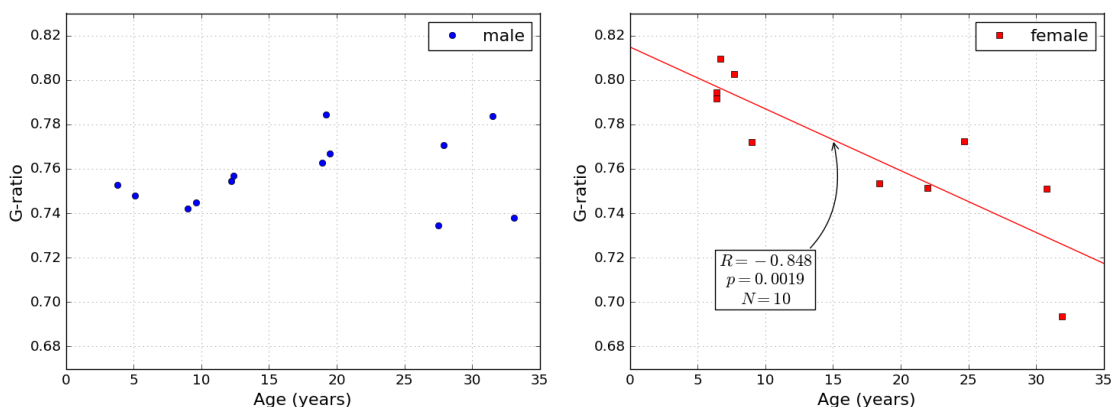 male
0.82
0.80
0.78
0.76
0.74
0.72
0.70
0.68
G-ratio
0 5 10 15 20 25 30 35
Age (years)
female
0.82
0.80
0.78
0.76
0.74
0.72
0.70
0.68
G-ratio
R = −0.848
p = 0.0019
N = 10
0 5 10 15 20 25 30 35
Age (years)